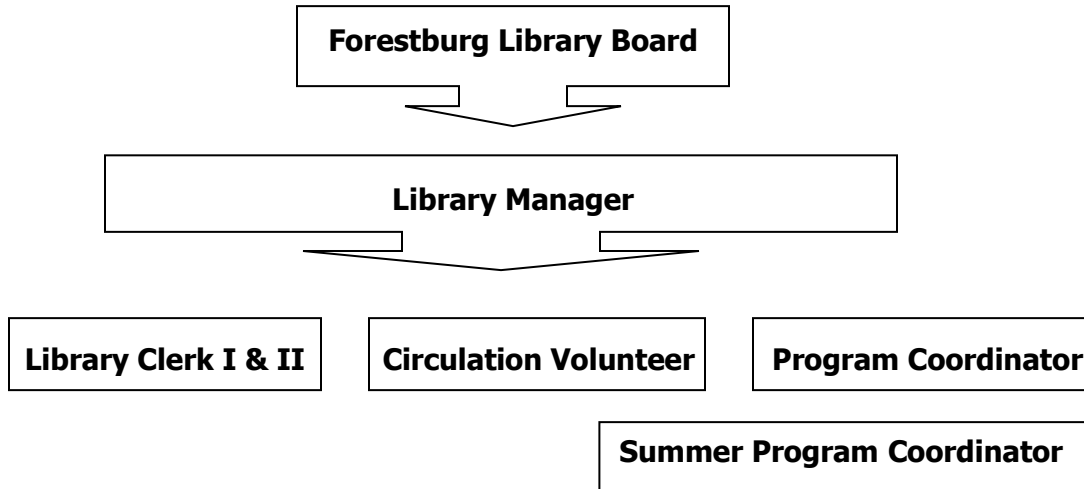 Forestburg Library Board
Library Manager
Library Clerk I & II
Circulation Volunteer
Program Coordinator
Summer Program Coordinator